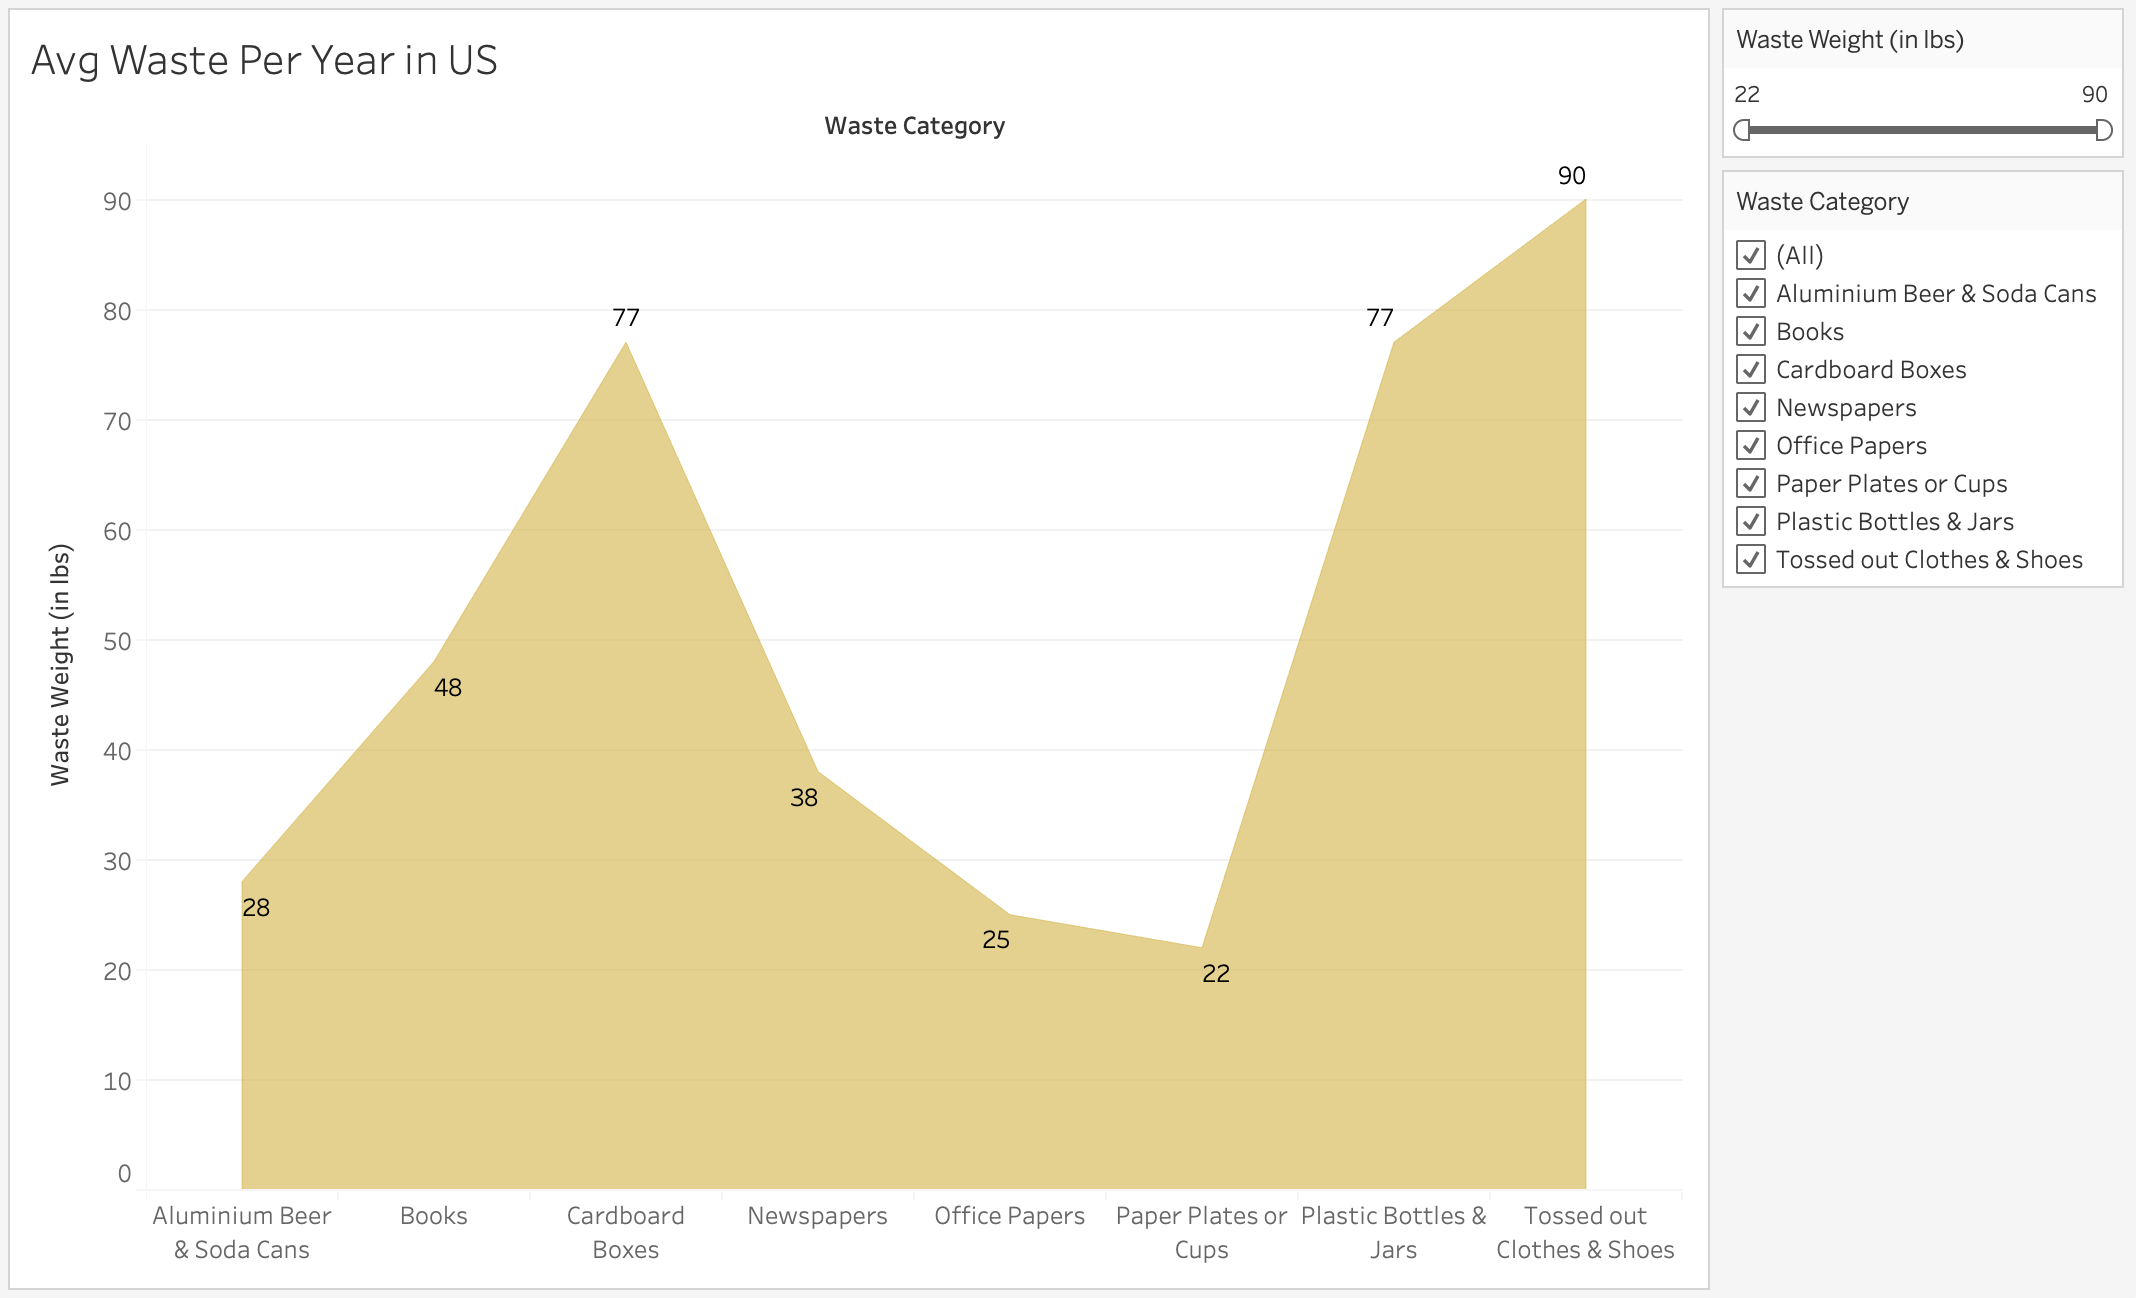 Avg Waste Per Year in US
Waste Category
Waste Weight (in lbs)
90
80
70
60
50
40
30
20
10
0
28
48
77
38
25
22
77
90
Aluminium Beer
& Soda Cans
Books
Cardboard
Boxes
Newspapers
Office Papers
Paper Plates or
Cups
Plastic Bottles &
Jars
Tossed out
Clothes & Shoes
Waste Weight (in lbs)
22 90
Waste Category
(All)
Aluminium Beer & Soda Cans
Books
Cardboard Boxes
Newspapers
Office Papers
Paper Plates or Cups
Plastic Bottles & Jars
Tossed out Clothes & Shoes